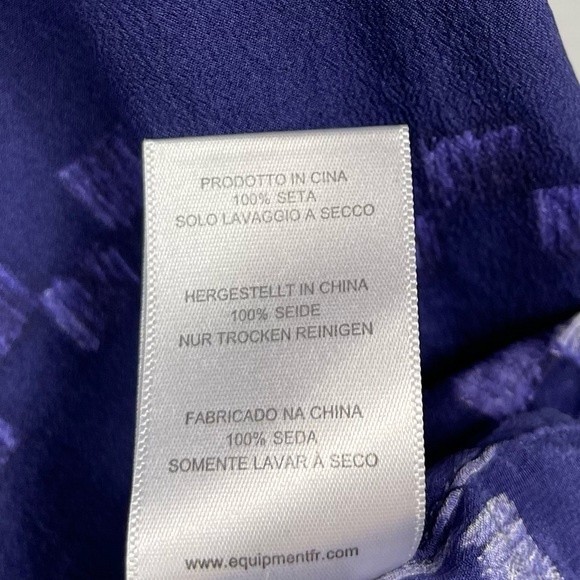 PRODOTTO IN CINA
100% SETA
SOLO LAVAGGIO A SECCO
HERGESTELLT IN CHINA
100% SEIDE
NUR TROCKEN REINIGEN
FABRICADO NA CHINA
100% SEDA
SOMENTE LAVAR À SECO
www.equipmentfr.com